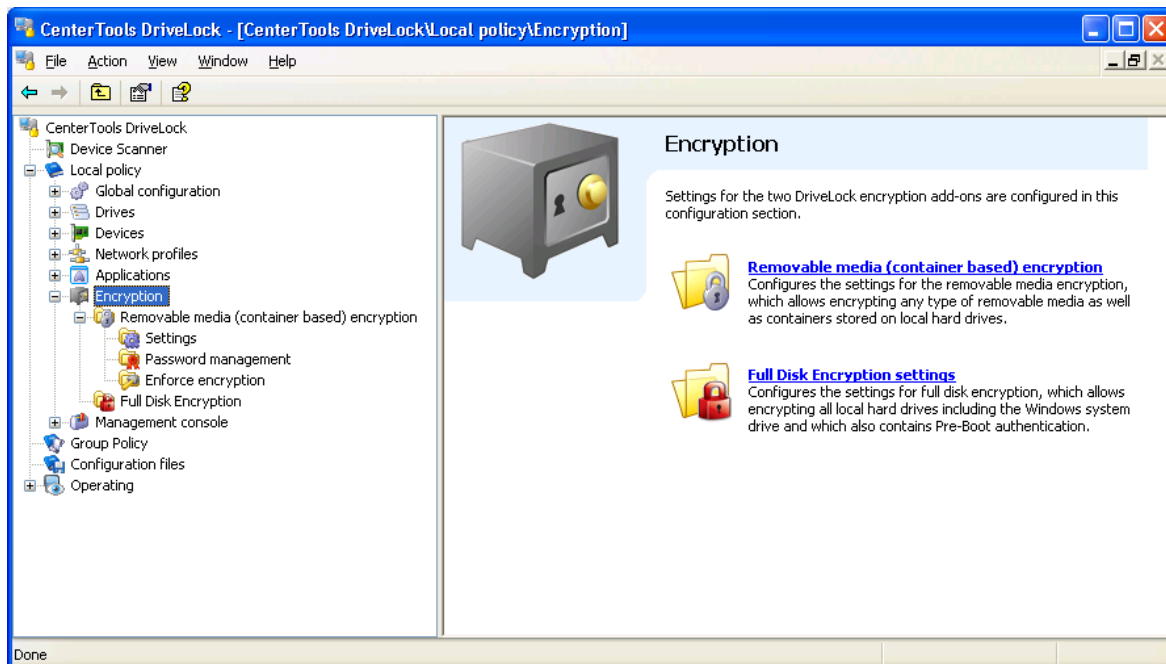 CenterTools DriveLock - [CenterTools DriveLock\Local policy\Encryption]
File Action View Window Help
CenterTools DriveLock
Device Scanner
Local policy
Global configuration
Drives
Devices
Network profiles
Applications
Encryption
Removable media (container based) encryption
Settings
Password management
Enforce encryption
Full Disk Encryption
Management console
Group Policy
Configuration files
Operating
Encryption
Settings for the two DriveLock encryption add-ons are configured in this
configuration section.
Removable media (container based) encryption
Configures the settings for the removable media encryption,
which allows encrypting any type of removable media as well
as containers stored on local hard drives.
Full Disk Encryption settings
Configures the settings for full disk encryption, which allows
encrypting all local hard drives including the Windows system
drive and which also contains Pre-Boot authentication.
Done